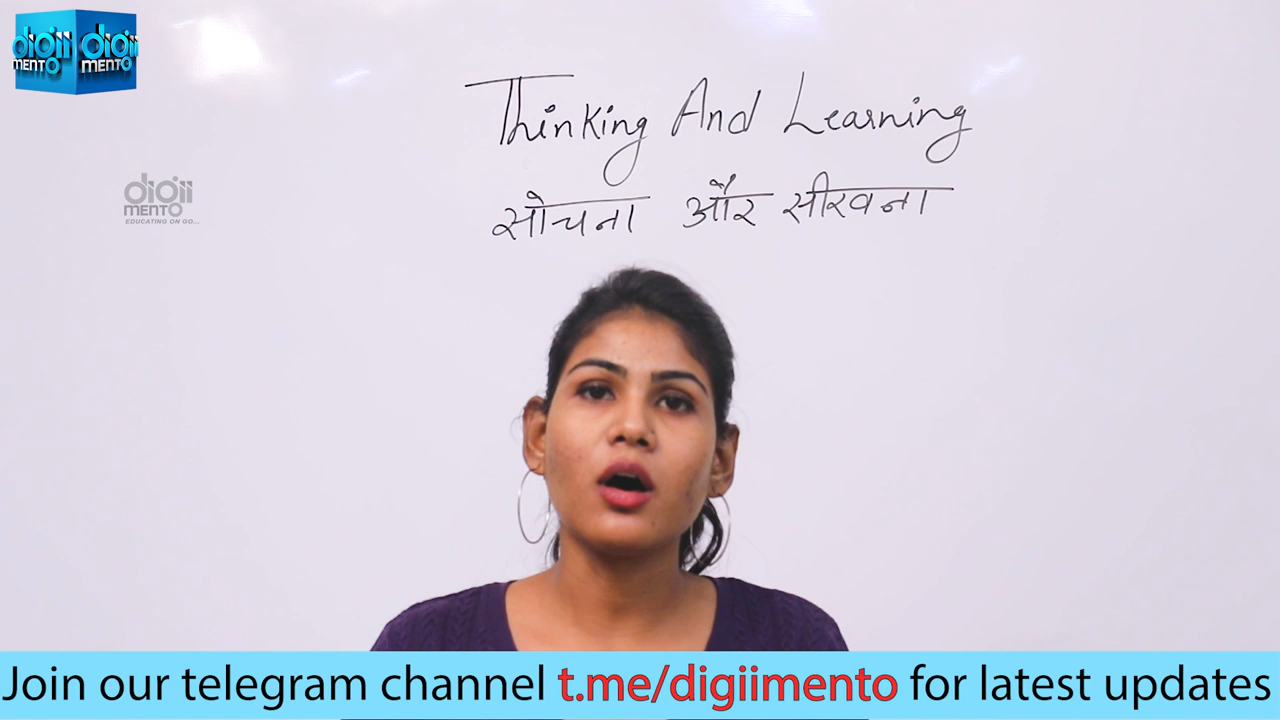 digii digii
MENTO MENTO
Thinking And Learning
सोचना और सीखना
digii
MENTO
EDUCATING ON GO...
Join our telegram channel t.me/digiimento for latest updates